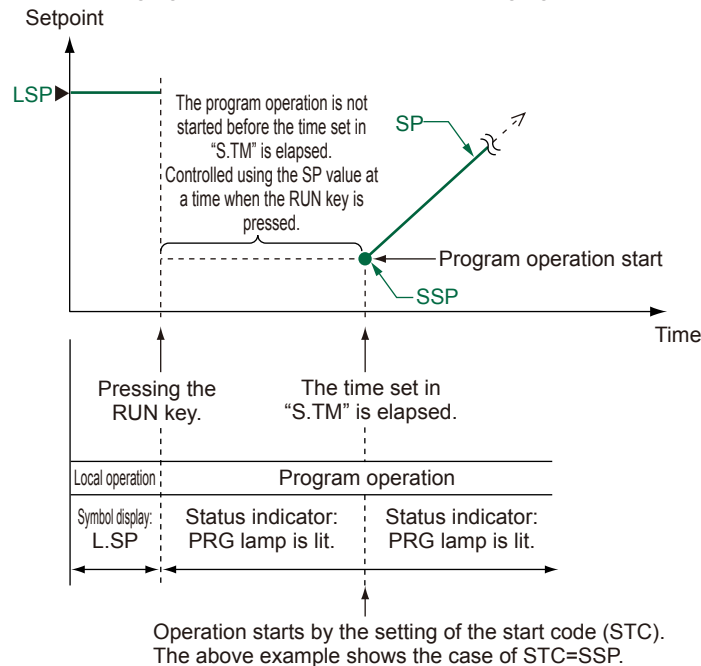 Setpoint
LSP
The program operation is not
started before the time set in
“S.TM” is elapsed.
Controlled using the SP value at
a time when the RUN key is
pressed.
SP
Program operation start
SSP
Time
Pressing the
RUN key.
The time set in
“S.TM” is elapsed.
Local operation
Program operation
Symbol display:
L.SP
Status indicator:
PRG lamp is lit.
Status indicator:
PRG lamp is lit.
Operation starts by the setting of the start code (STC).
The above example shows the case of STC=SSP.